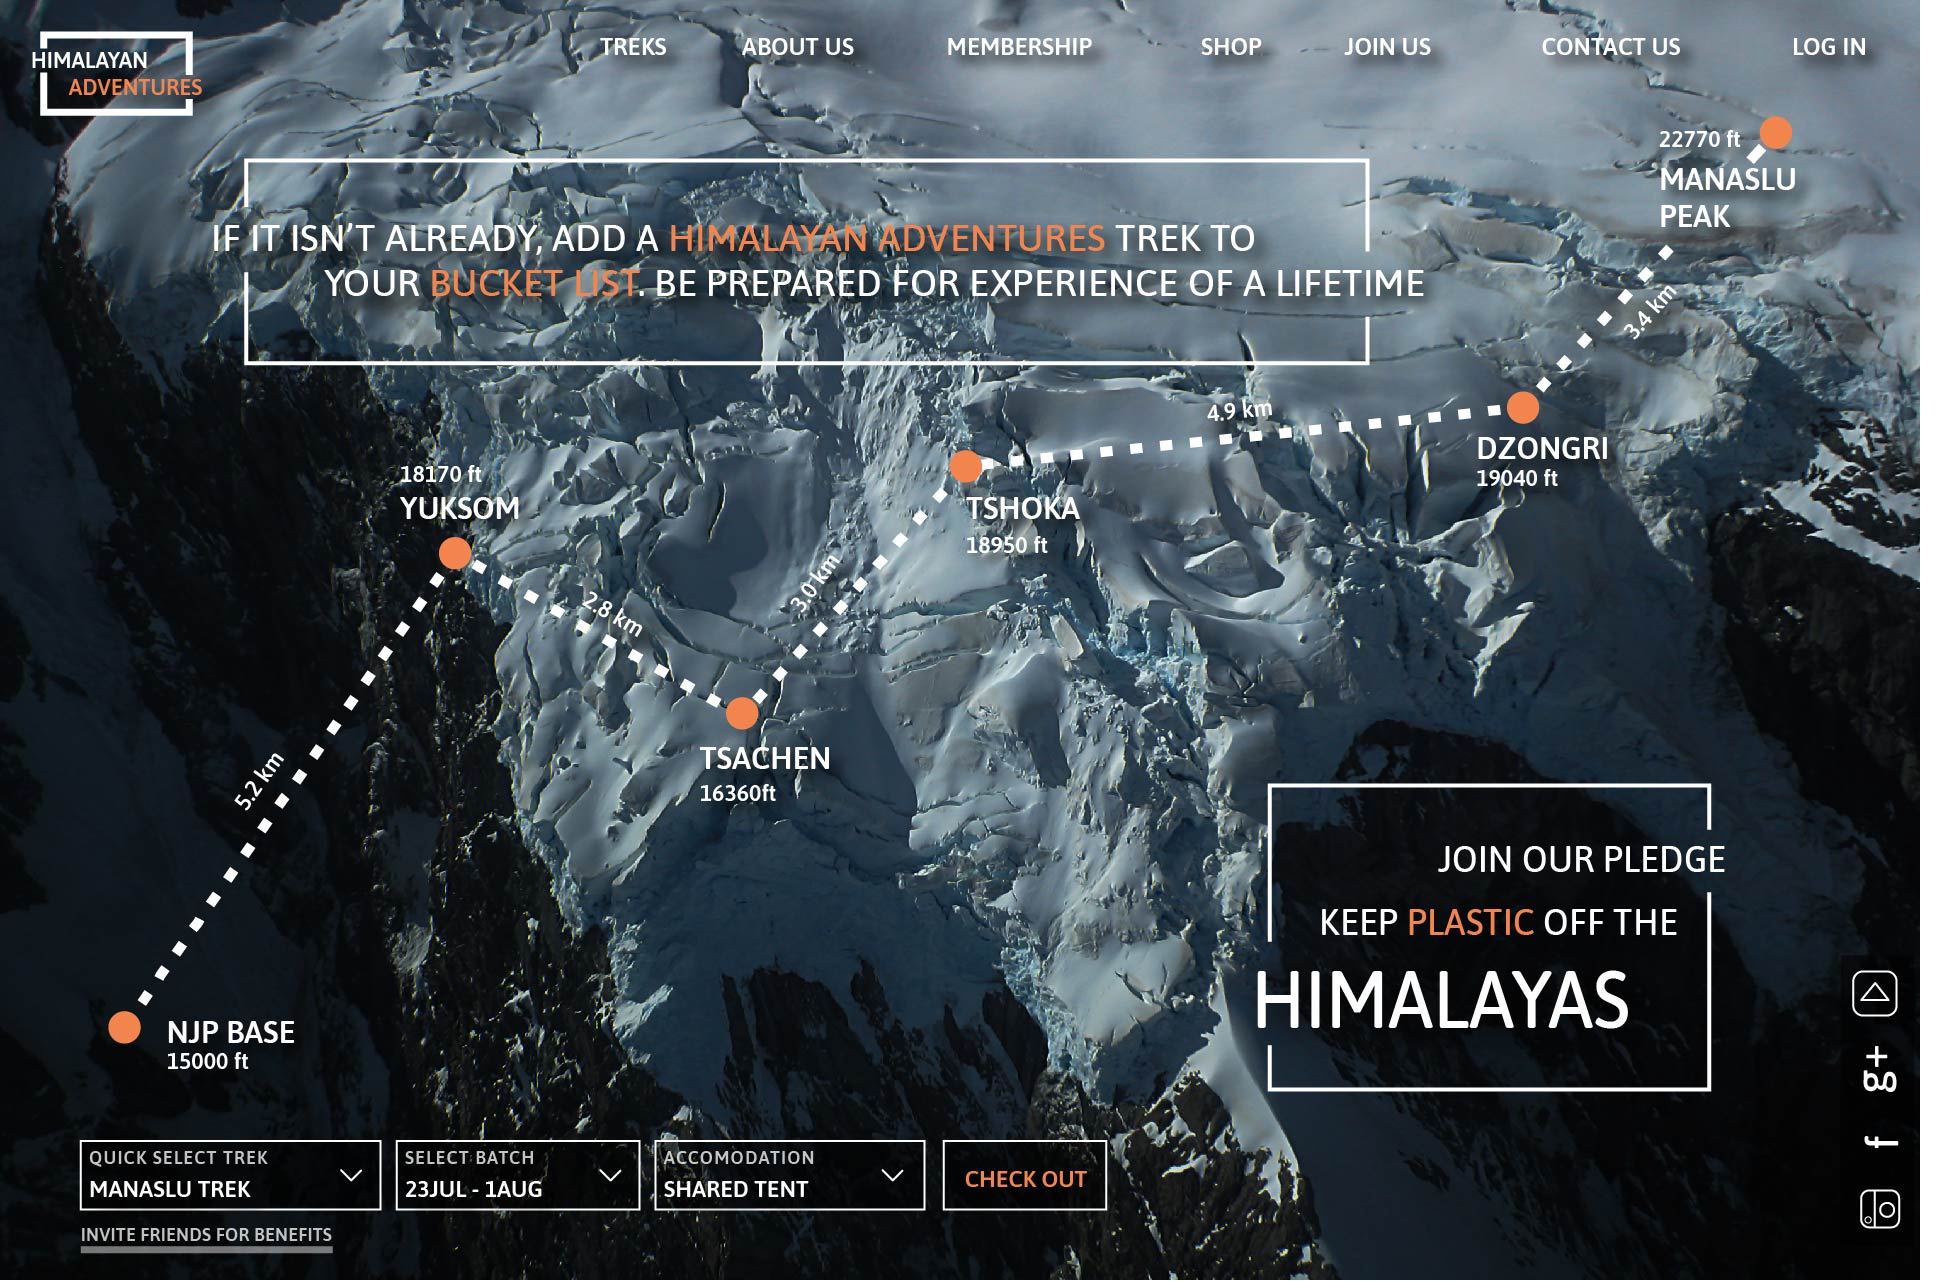 HIMALAYAN
ADVENTURES
TREKS
ABOUT US
MEMBERSHIP
SHOP
JOIN US
CONTACT US
LOG IN
IF IT ISN'T ALREADY, ADD A HIMALAYAN ADVENTURES TREK TO
YOUR BUCKET LIST. BE PREPARED FOR EXPERIENCE OF A LIFETIME
22770 ft
MANASLU
PEAK
3.4 km
4.9 km
DZONGRI
19040 ft
18170 ft
YUKSOM
TSHOKA
18950 ft
2.8 km
3.0 km
TSACHEN
16360ft
5.2 km
NJP BASE
15000 ft
JOIN OUR PLEDGE
KEEP PLASTIC OFF THE
HIMALAYAS
g+
f
QUICK SELECT TREK
MANASLU TREK
SELECT BATCH
23JUL - 1AUG
ACCOMODATION
SHARED TENT
CHECK OUT
INVITE FRIENDS FOR BENEFITS